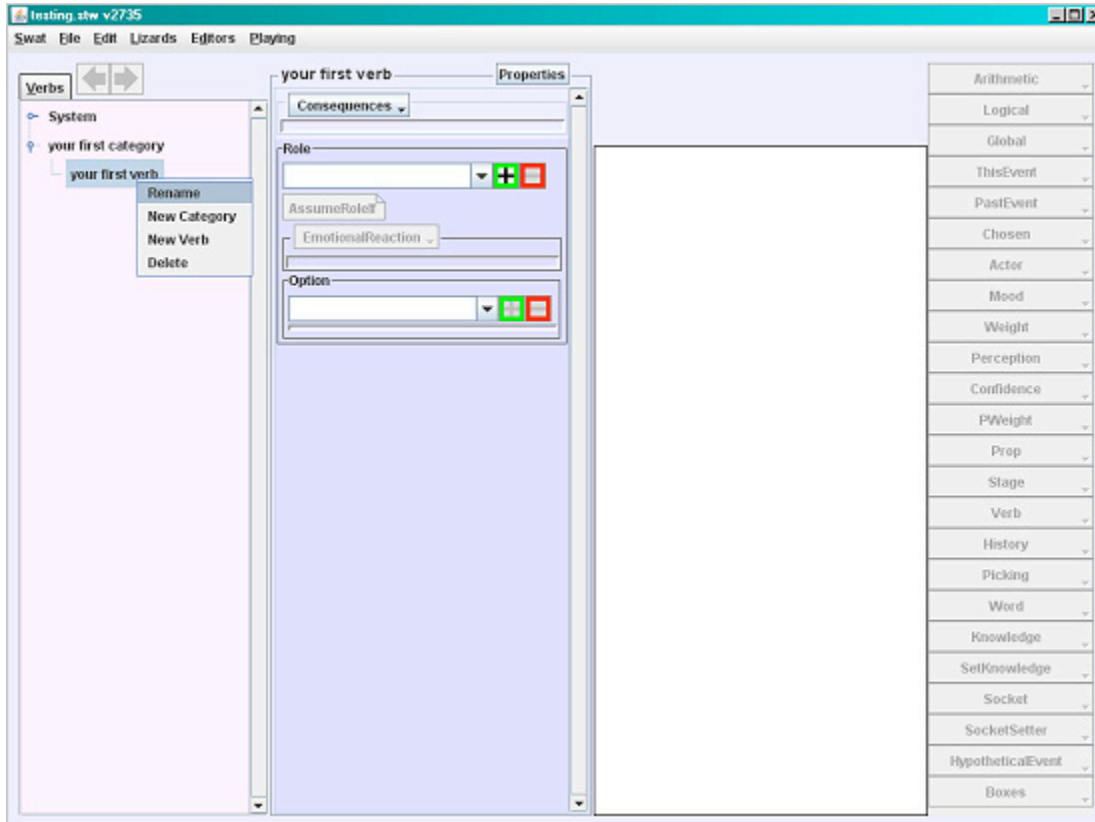 testing.stw v2735
Swat File Edit Lizards Editors Playing
Verbs
System
your first category
your first verb
Rename
New Category
New Verb
Delete
your first verb
Properties
Consequences
Role
AssumeRoleIf
EmotionalReaction
Option
Arithmetic
Logical
Global
ThisEvent
PastEvent
Chosen
Actor
Mood
Weight
Perception
Confidence
PWeight
Prop
Stage
Verb
History
Picking
Word
Knowledge
SetKnowledge
Socket
SocketSetter
HypotheticalEvent
Boxes